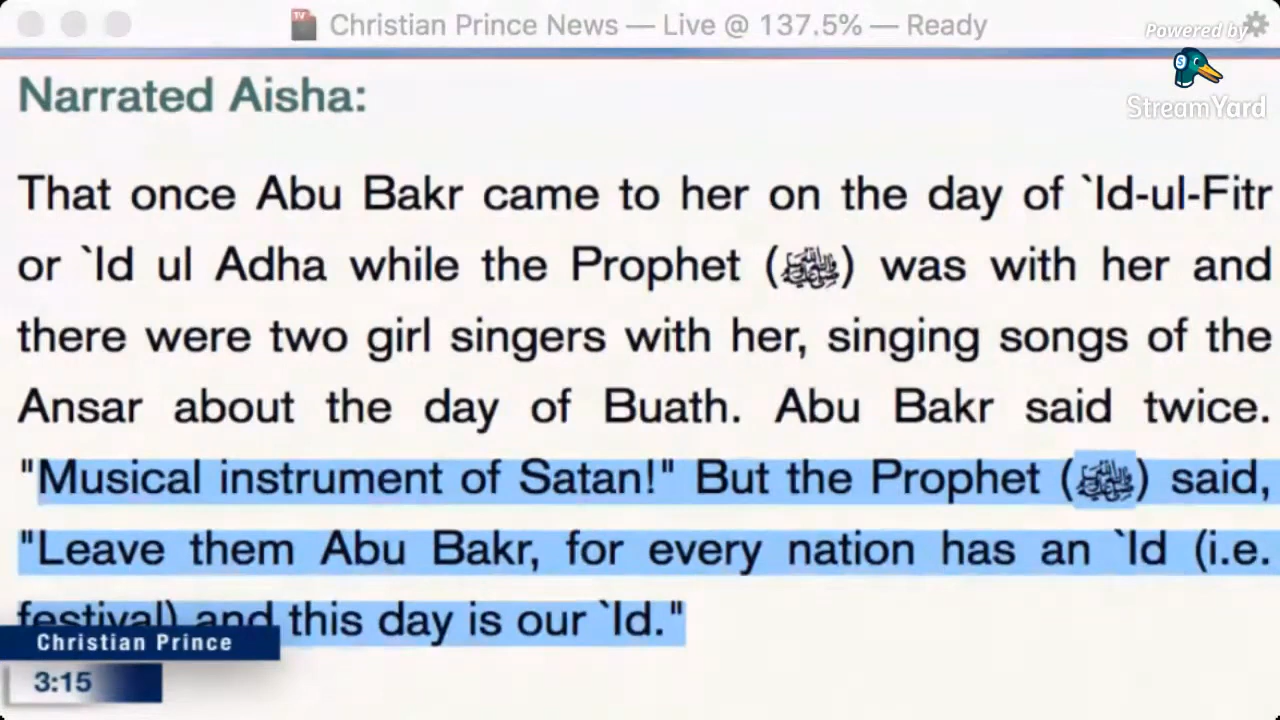 Christian Prince News — Live @ 137.5% — Ready
Powered by
StreamYard
Narrated Aisha:
That once Abu Bakr came to her on the day of `Id-ul-Fitr
or `Id ul Adha while the Prophet (ﷺ) was with her and
there were two girl singers with her, singing songs of the
Ansar about the day of Buath. Abu Bakr said twice.
"Musical instrument of Satan!" But the Prophet (ﷺ) said,
"Leave them Abu Bakr, for every nation has an `Id (i.e.
festival) and this day is our `Id."
Christian Prince
3:15